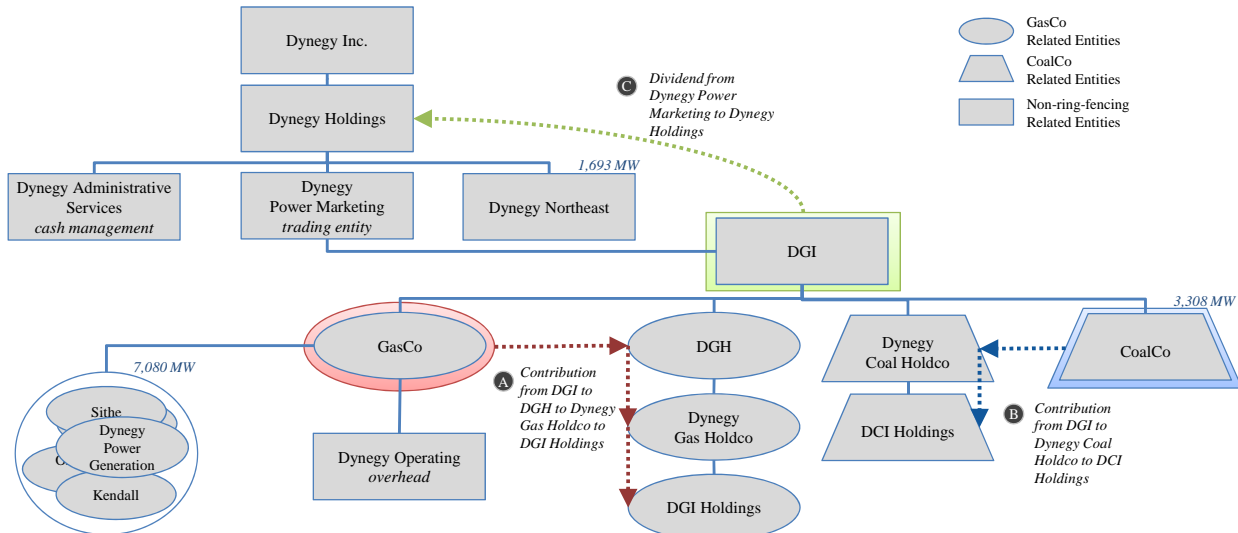 Dynegy Inc.
GasCo
Related Entities
CoalCo
Related Entities
Non-ring-fencing
Related Entities
C
Dividend from
Dynegy Power
Marketing to Dynegy
Holdings
Dynegy Holdings
1,693 MW
Dynegy Administrative
Services
cash management
Dynegy
Power Marketing
trading entity
Dynegy Northeast
DGI
3,308 MW
GasCo
DGH
Dynegy
Coal Holdco
CoalCo
7,080 MW
A
Contribution
from DGI to
DGH to Dynegy
Gas Holdco to
DGI Holdings
Sithe
Dynegy
Power
Generation
Kendall
Dynegy Operating
overhead
Dynegy
Gas Holdco
DCI Holdings
B
Contribution
from DGI to
Dynegy Coal
Holdco to DCI
Holdings
DGI Holdings